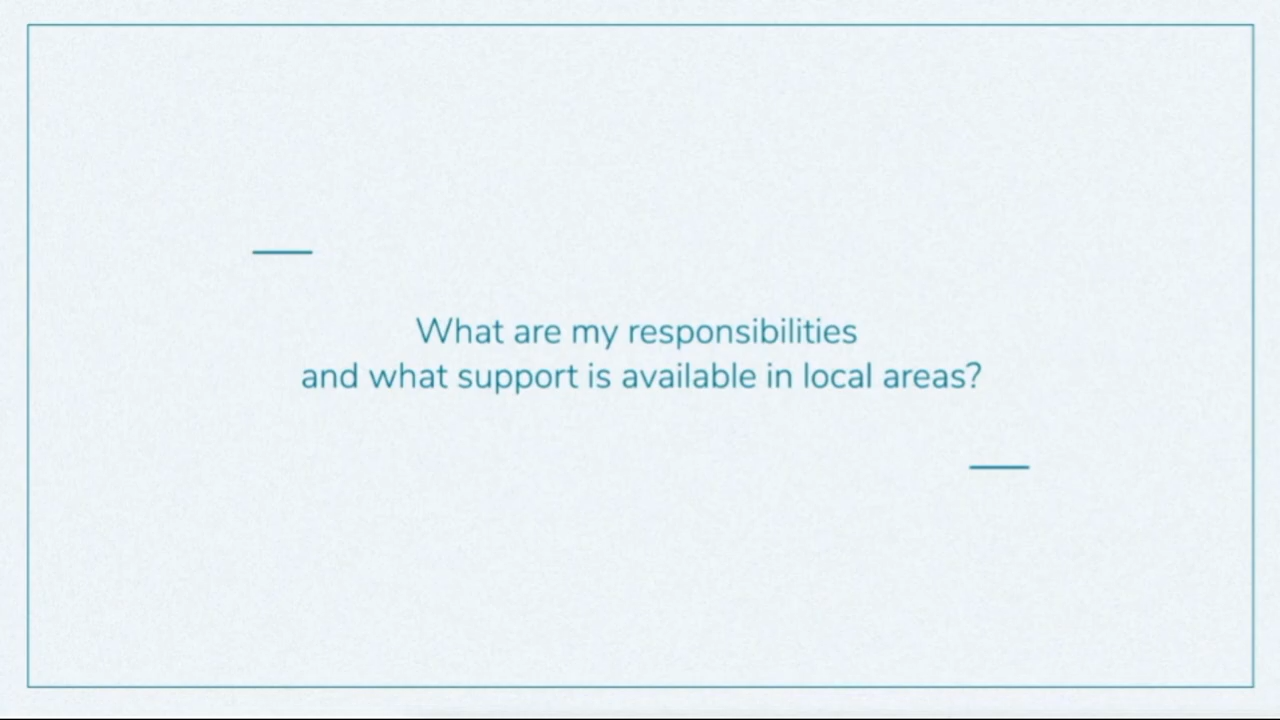 What are my responsibilities
and what support is available in local areas?